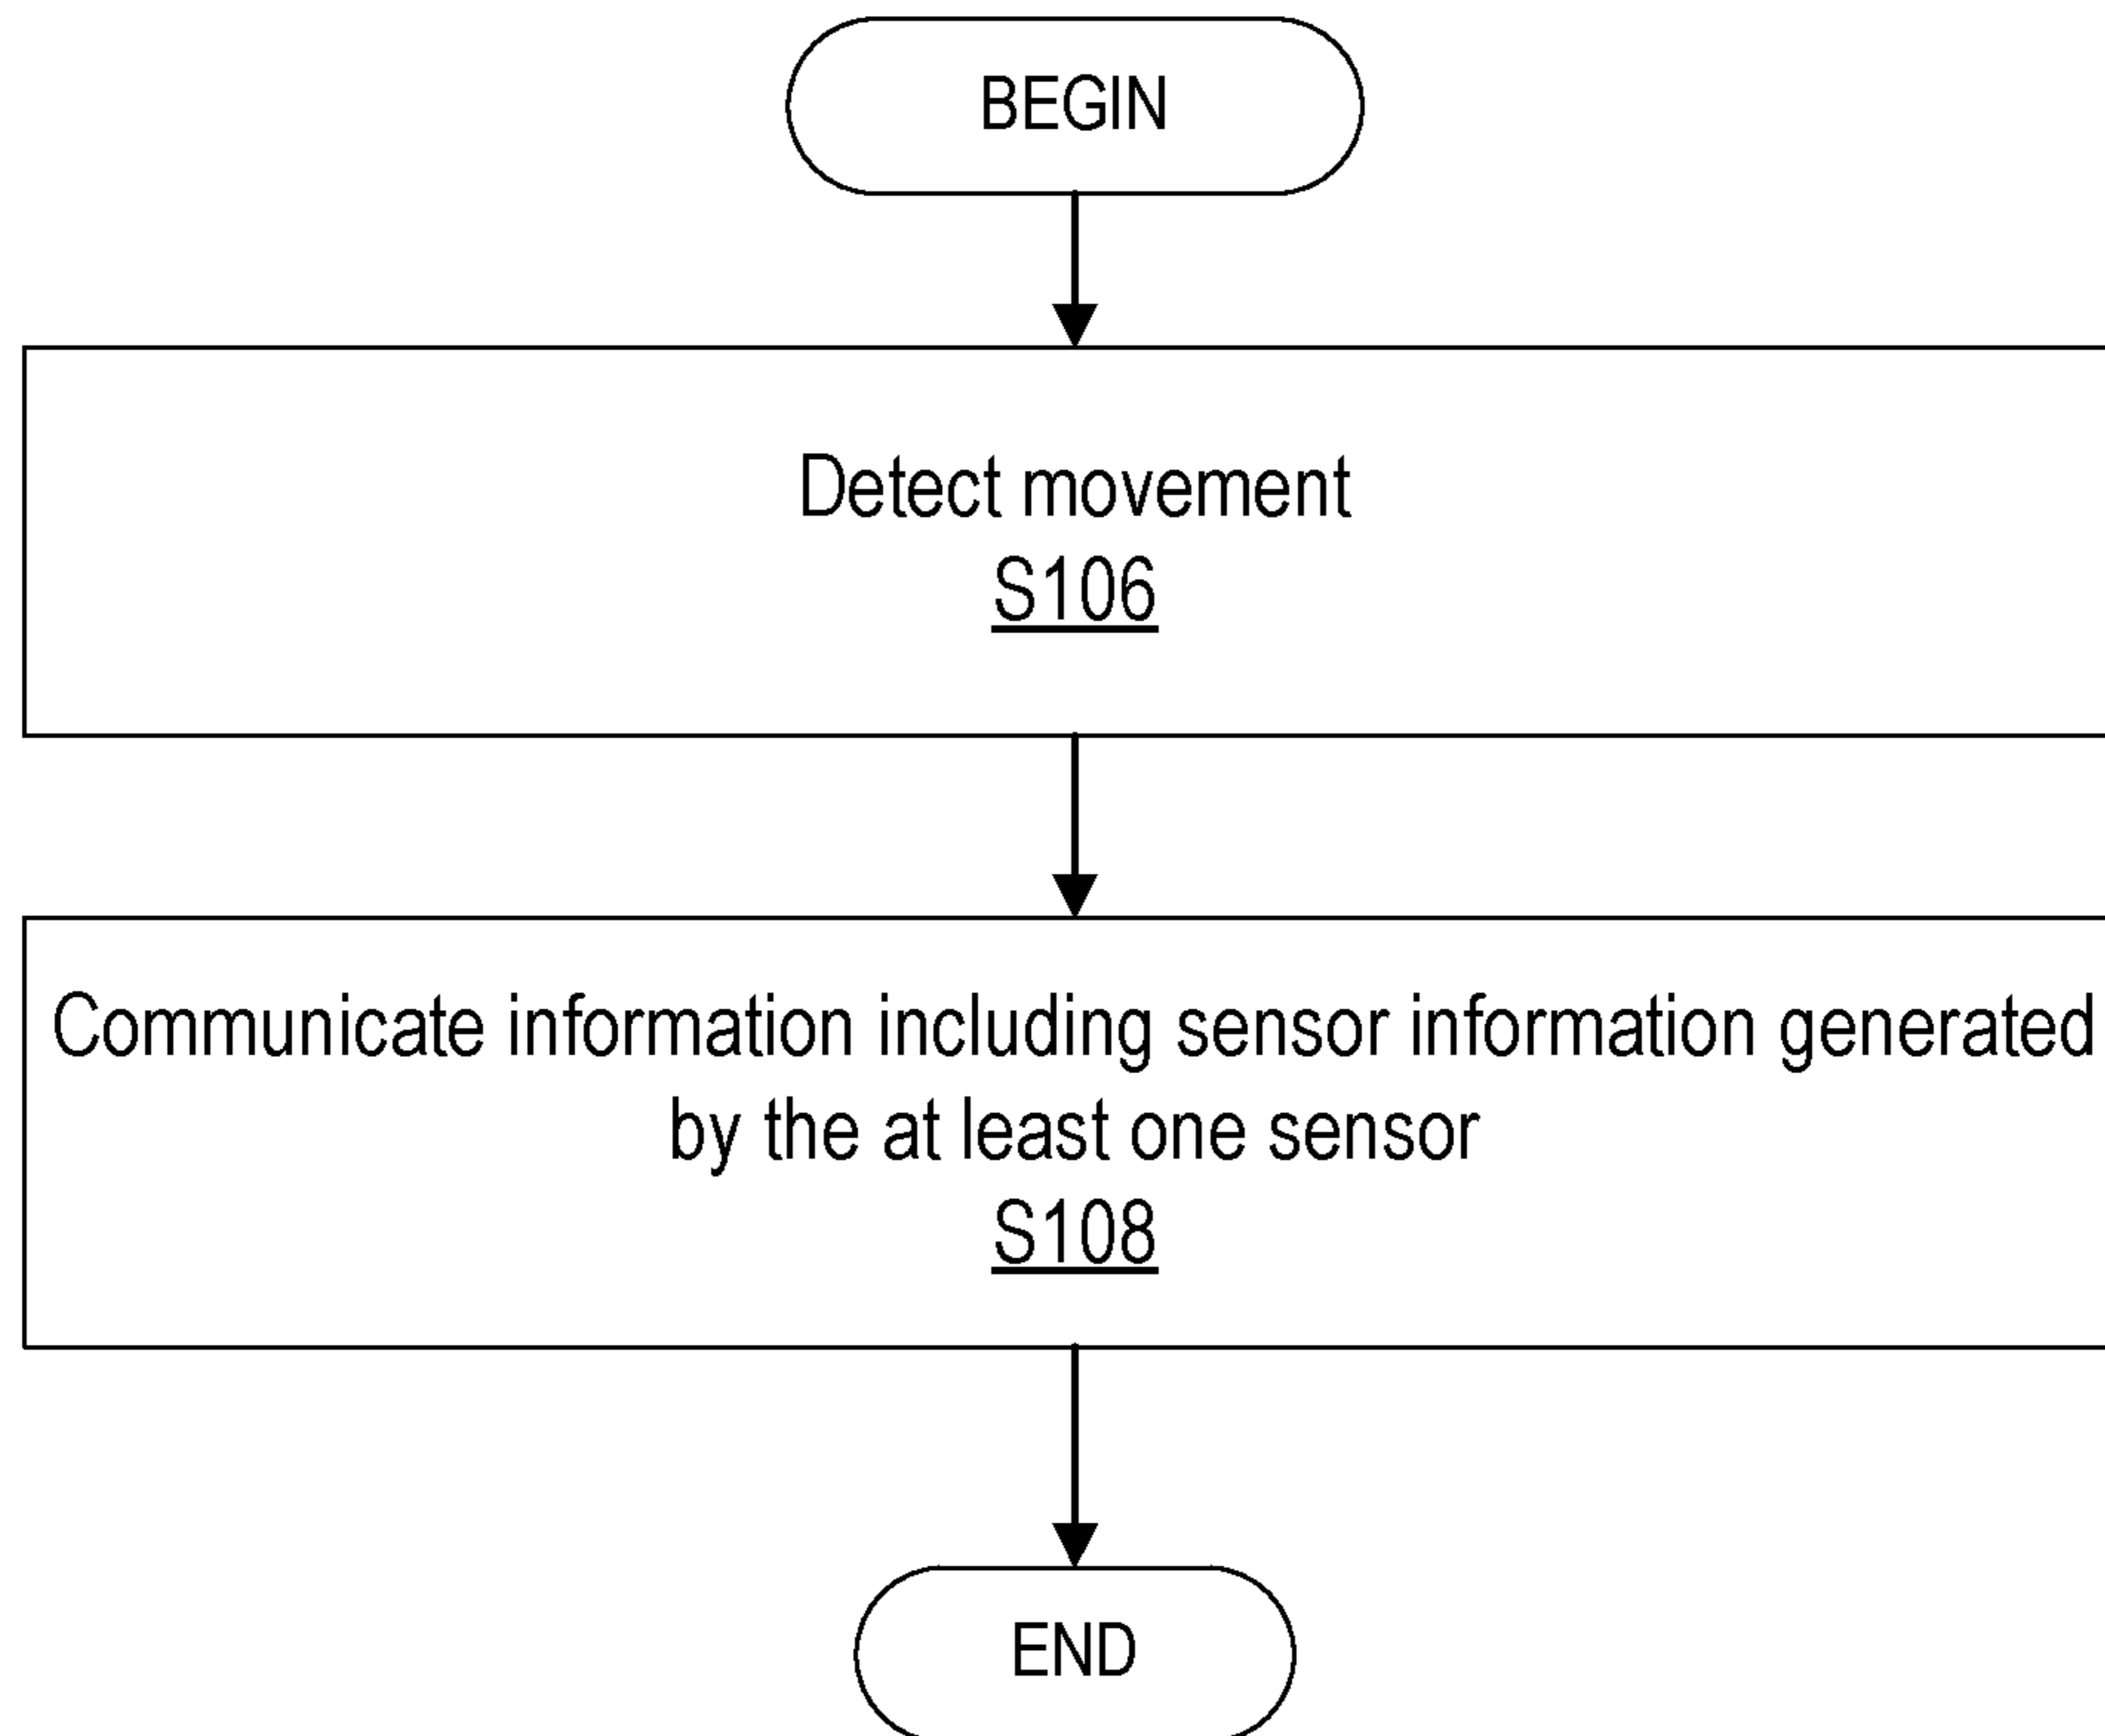 BEGIN
Detect movement
S106
Communicate information including sensor information generated
by the at least one sensor
S108
END